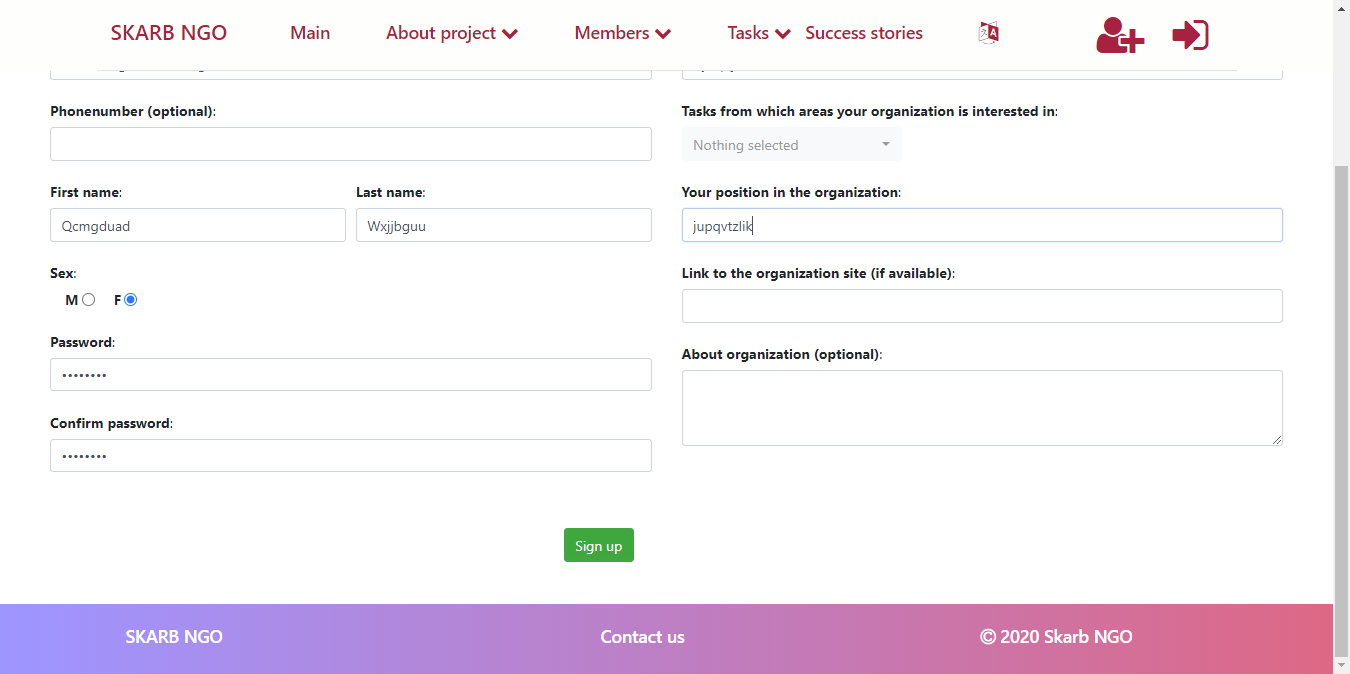 SKARB NGO Main About project Members Tasks Success stories
Phonenumber (optional):
Tasks from which areas your organization is interested in:
Nothing selected
First name:
Last name:
Your position in the organization:
Qcmgduad
Wxjjbguu
jupqvtzlik
Sex:
M F
Link to the organization site (if available):
Password:
••••••••
About organization (optional):
Confirm password:
••••••••
Sign up
SKARB NGO Contact us © 2020 Skarb NGO